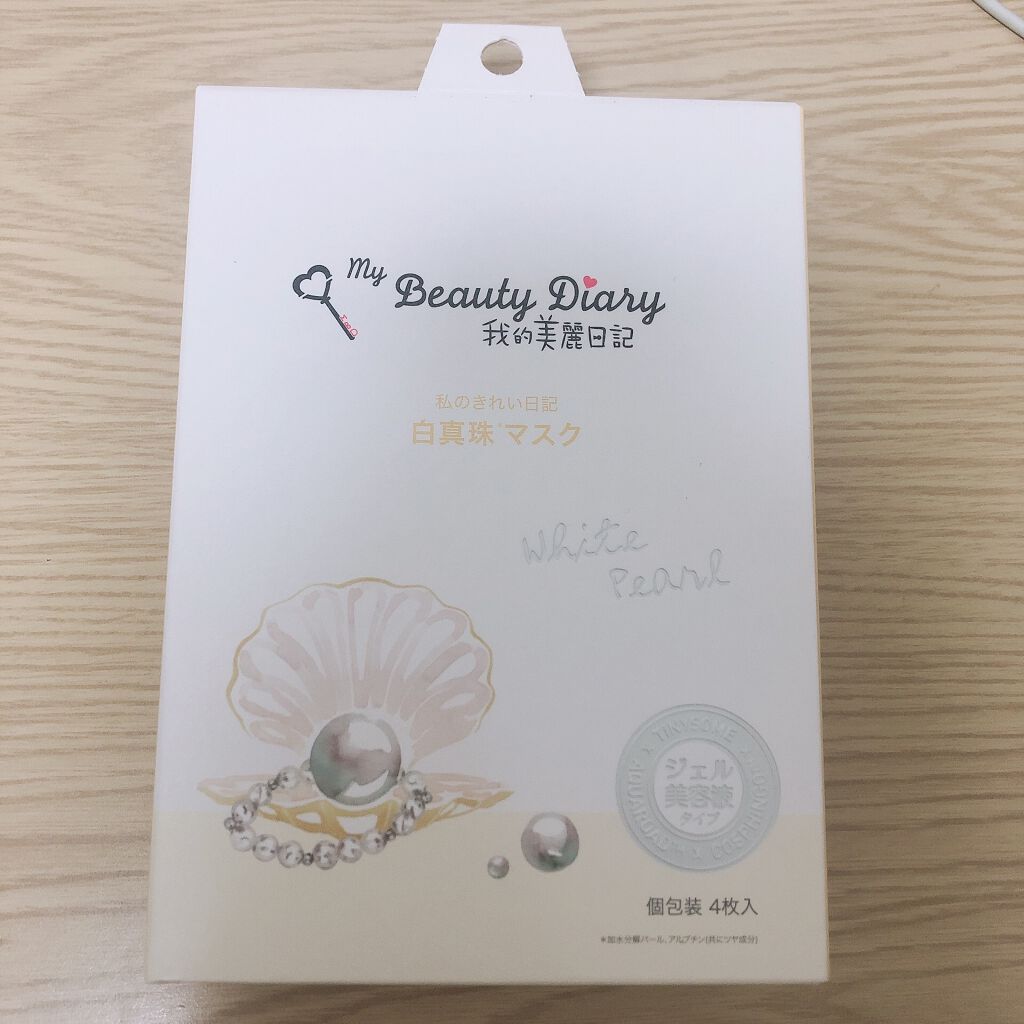 My
Beauty Diary
我的美麗日記
私のきれい日記
白真珠*マスク
White
Pearl
TINYSOME
ジェル
美容液
タイプ
AQUAROAD™ × COSPHINGO
個包装 4枚入
*加水分解パール、アルブチン(共にツヤ成分)